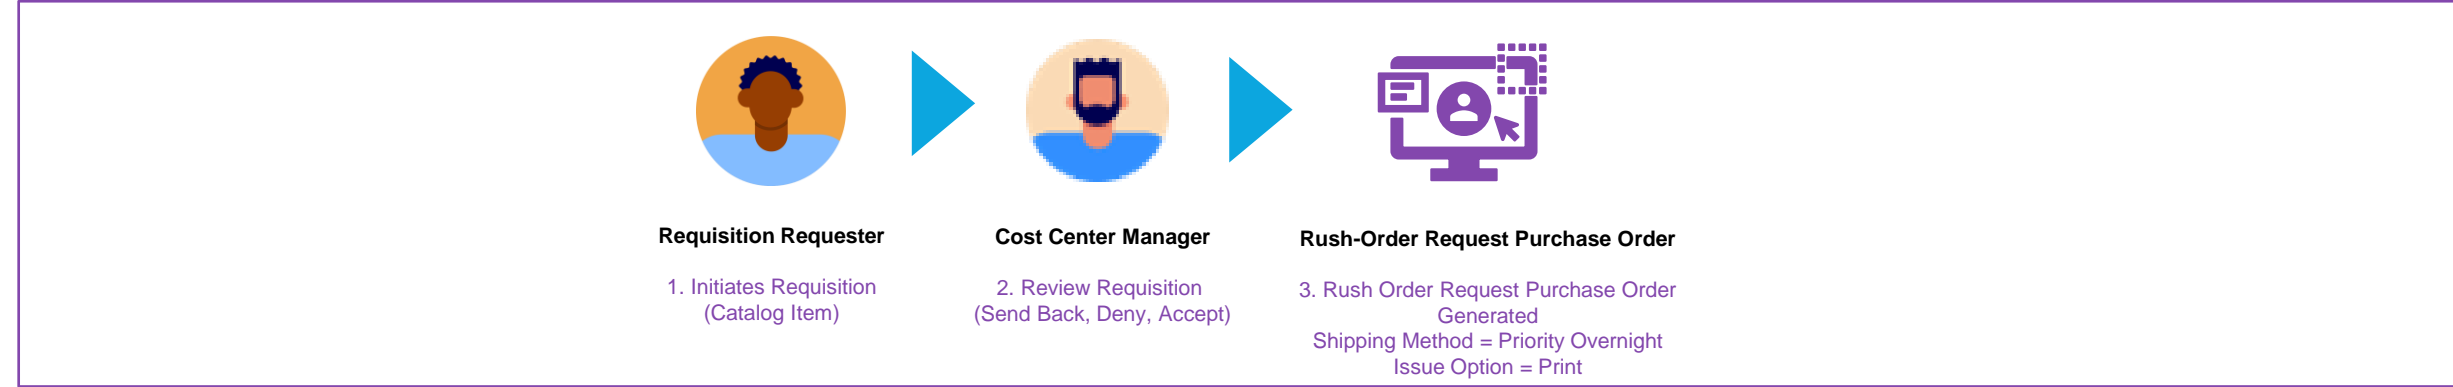 Requisition Requester
1. Initiates Requisition
(Catalog Item)
Cost Center Manager
2. Review Requisition
(Send Back, Deny, Accept)
Rush-Order Request Purchase Order
3. Rush Order Request Purchase Order
Generated
Shipping Method = Priority Overnight
Issue Option = Print